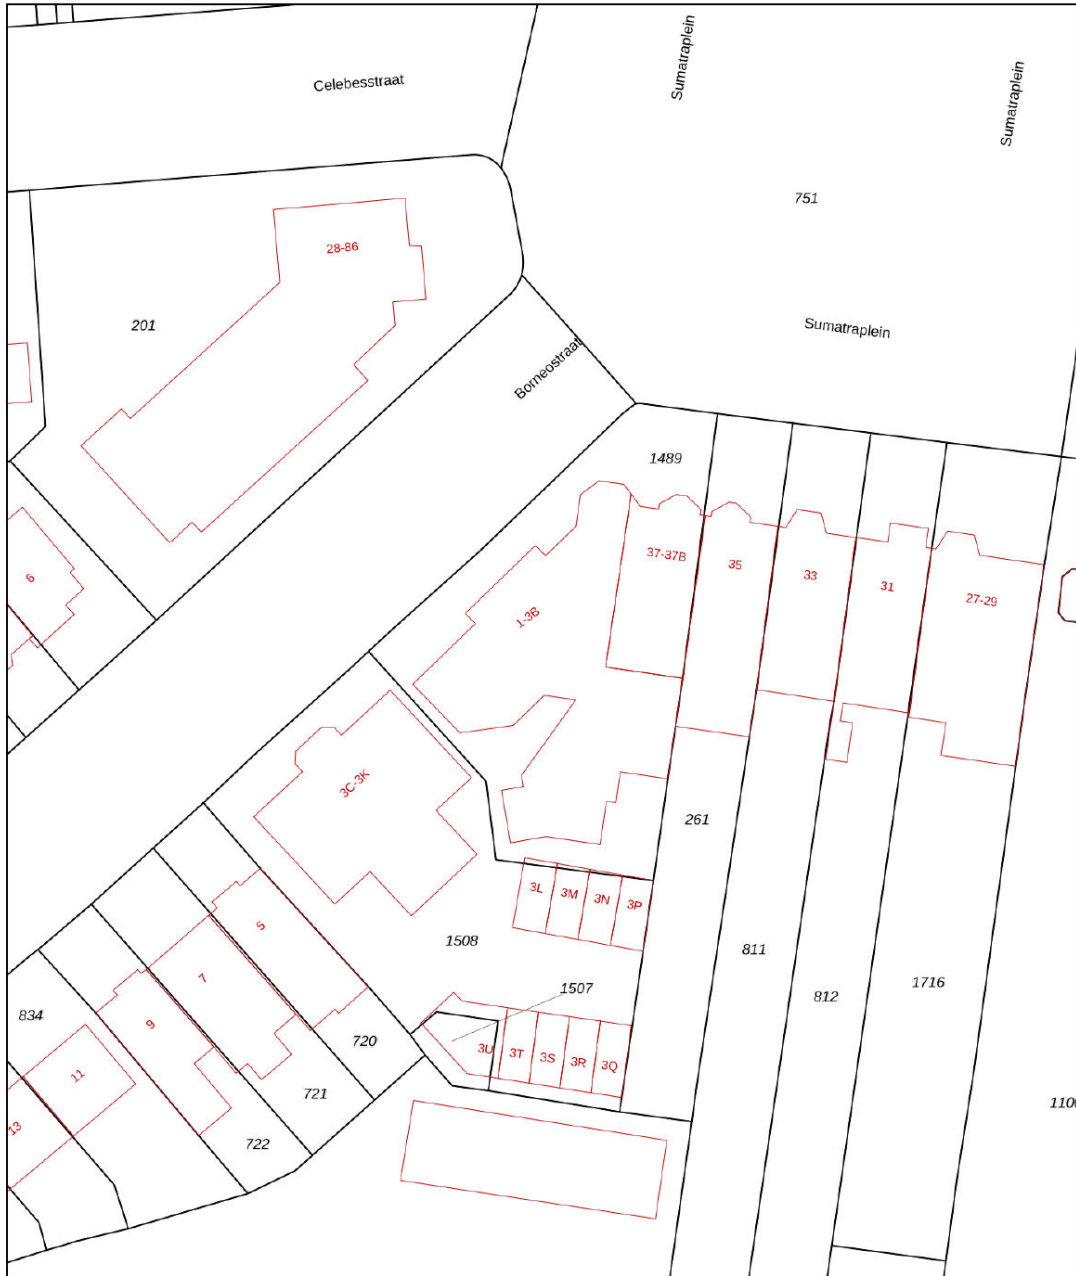 Celebesstraat
Sumatraplein
Sumatraplein
751
28-86
201
Sumatraplein
Borneostraat
1489
37-37B
35
33
31
27-29
6
1-3B
3C-3K
261
3L
3M
3N
3P
1508
811
812
1716
1507
5
7
9
834
720
3U
3T
3S
3R
3Q
11
721
13
722